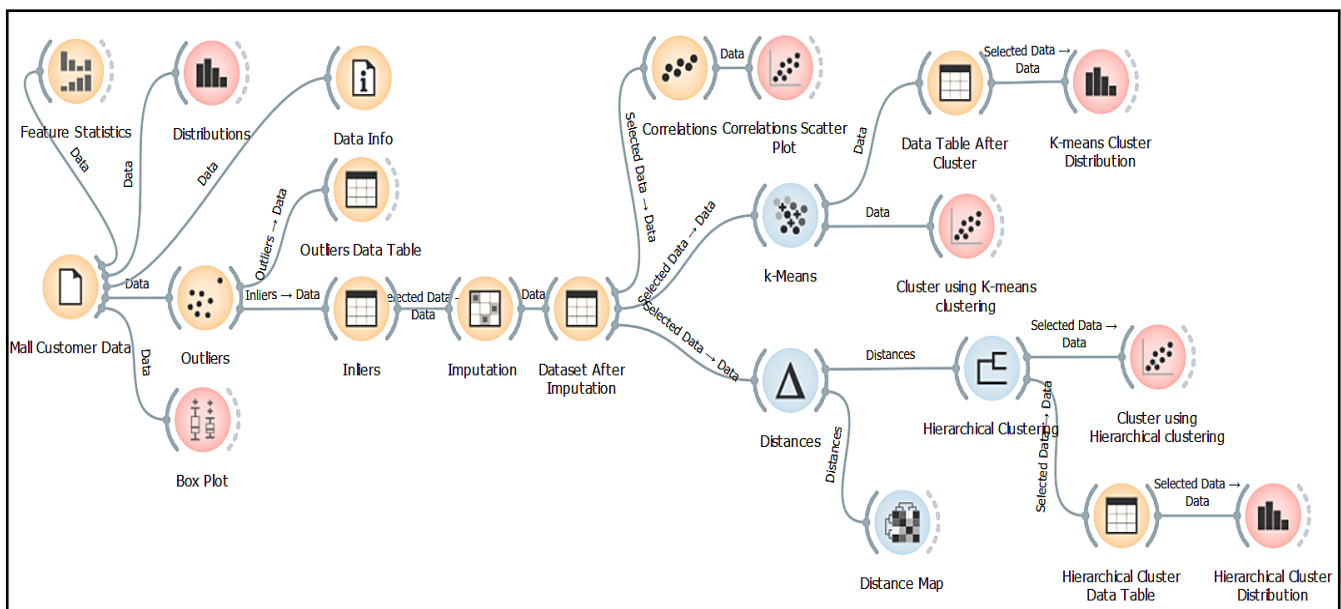 Feature Statistics
Distributions
Data Info
Data
Data
Data
Outliers → Data
Outliers Data Table
Mall Customer Data
Data
Outliers
Inliers → Data
Inliers
Selected Data →
Data
Imputation
Data
Dataset After
Imputation
Data
Box Plot
Selected Data → Data
Correlations
Data
Correlations Scatter
Plot
Selected Data → Data
k-Means
Data
Data Table After
Cluster
Selected Data →
Data
K-means Cluster
Distribution
Data
Cluster using K-means
clustering
Selected Data → Data
Distances
Distances
Hierarchical Clustering
Selected Data →
Data
Cluster using
Hierarchical clustering
Distances
Distance Map
Selected Data → Data
Hierarchical Cluster
Data Table
Selected Data →
Data
Hierarchical Cluster
Distribution